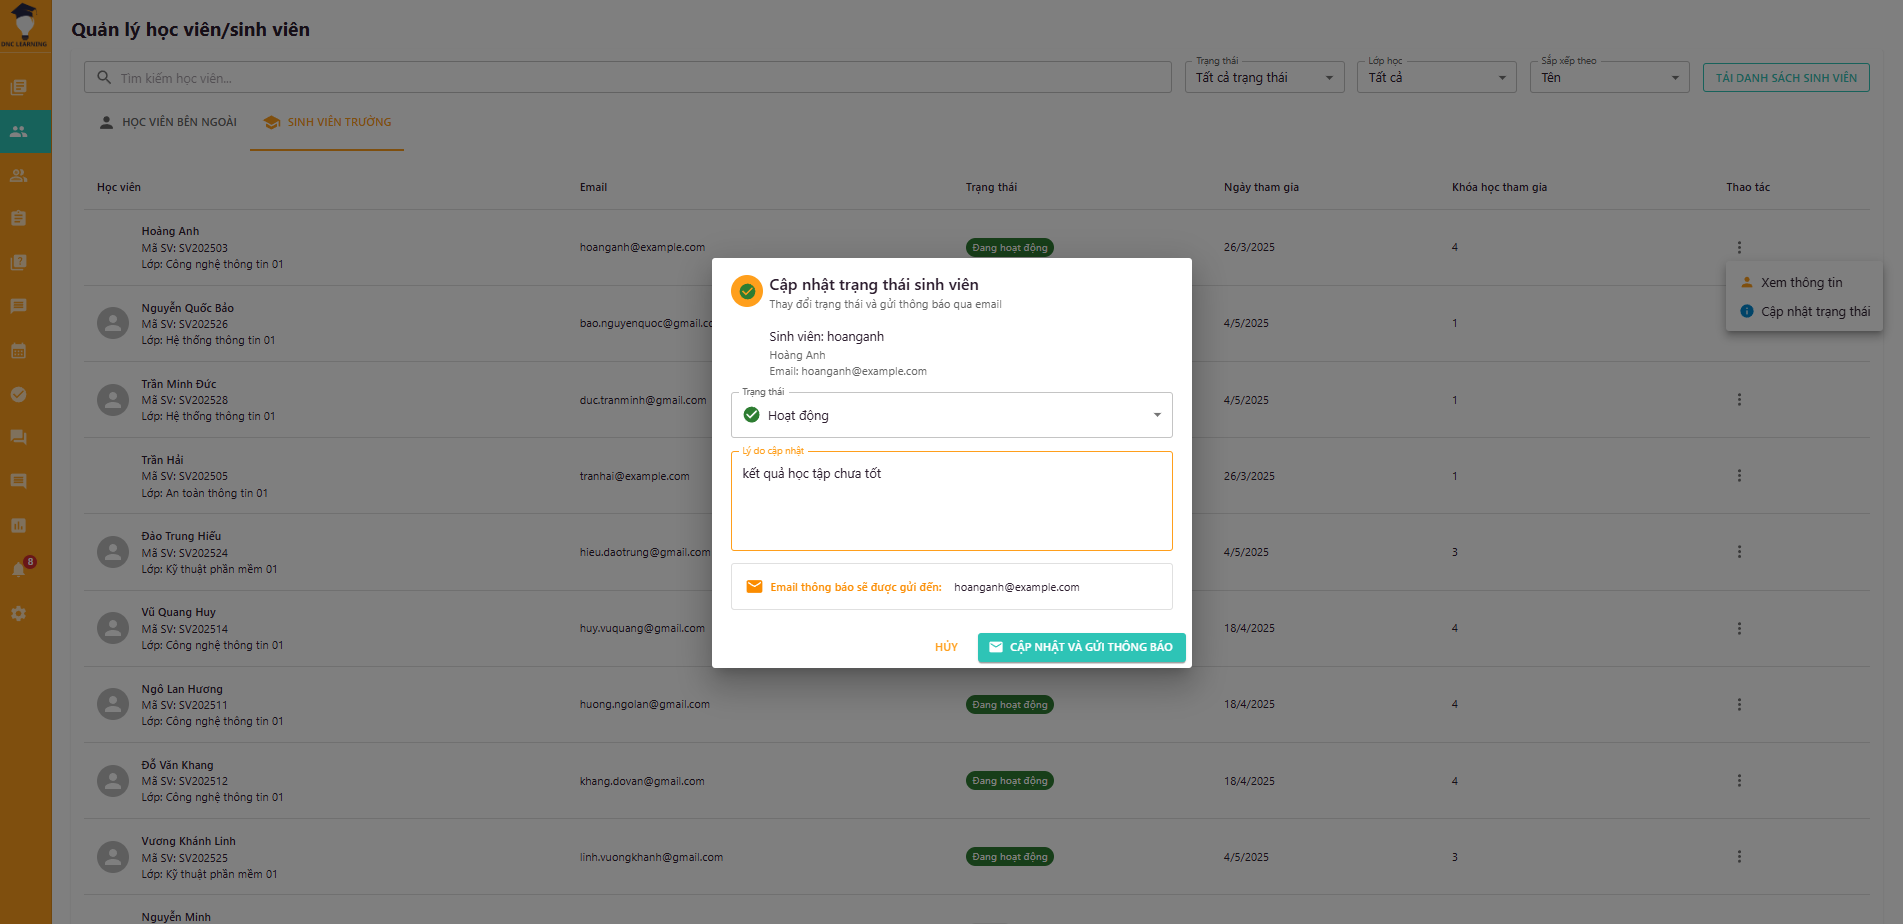 DNC LEARNING
Quản lý học viên/sinh viên
Tìm kiếm học viên...
Trạng thái
Tất cả trạng thái
Lớp học
Tất cả
Sắp xếp theo
Tên
TẢI DANH SÁCH SINH VIÊN
HỌC VIÊN BÊN NGOÀI
SINH VIÊN TRƯỜNG
Học viên
Email
Trạng thái
Ngày tham gia
Khóa học tham gia
Thao tác
Hoàng Anh
Mã SV: SV202503
Lớp: Công nghệ thông tin 01
hoanganh@example.com
Đang hoạt động
26/3/2025
4
Xem thông tin
Cập nhật trạng thái
Nguyễn Quốc Bảo
Mã SV: SV202526
Lớp: Hệ thống thông tin 01
bao.nguyenquoc@gmail.co
4/5/2025
1
Trần Minh Đức
Mã SV: SV202528
Lớp: Hệ thống thông tin 01
duc.tranminh@gmail.com
4/5/2025
1
Trần Hải
Mã SV: SV202505
Lớp: An toàn thông tin 01
tranhai@example.com
26/3/2025
1
Đào Trung Hiếu
Mã SV: SV202524
Lớp: Kỹ thuật phần mềm 01
hieu.daotrung@gmail.com
4/5/2025
3
8
Vũ Quang Huy
Mã SV: SV202514
Lớp: Công nghệ thông tin 01
huy.vuquang@gmail.com
18/4/2025
4
Ngô Lan Hương
Mã SV: SV202511
Lớp: Công nghệ thông tin 01
huong.ngolan@gmail.com
Đang hoạt động
18/4/2025
4
Đỗ Văn Khang
Mã SV: SV202512
Lớp: Công nghệ thông tin 01
khang.dovan@gmail.com
Đang hoạt động
18/4/2025
4
Vương Khánh Linh
Mã SV: SV202525
Lớp: Kỹ thuật phần mềm 01
linh.vuongkhanh@gmail.com
Đang hoạt động
4/5/2025
3
Nguyễn Minh
Cập nhật trạng thái sinh viên
Thay đổi trạng thái và gửi thông báo qua email
Sinh viên: hoanganh
Hoàng Anh
Email: hoanganh@example.com
Trạng thái
Hoạt động
Lý do cập nhật
kết quả học tập chưa tốt
Email thông báo sẽ được gửi đến: hoanganh@example.com
HỦY
CẬP NHẬT VÀ GỬI THÔNG BÁO